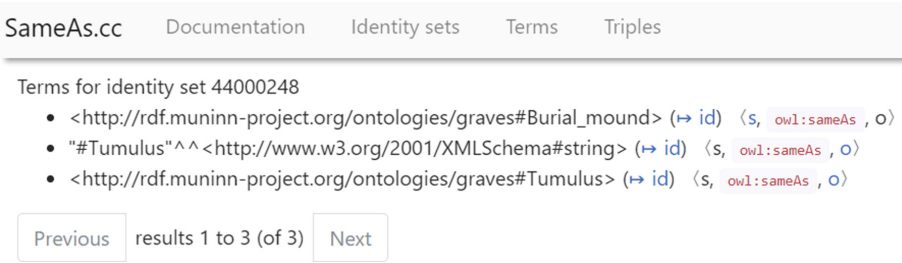 SameAs.cc Documentation Identity sets Terms Triples
Terms for identity set 44000248
• <http://rdf.muninn-project.org/ontologies/graves#Burial_mound> (↦ id) ⟨s, owl:sameAs , o⟩
• "#Tumulus"^^<http://www.w3.org/2001/XMLSchema#string> (↦ id) ⟨s, owl:sameAs , o⟩
• <http://rdf.muninn-project.org/ontologies/graves#Tumulus> (↦ id) ⟨s, owl:sameAs , o⟩
Previous results 1 to 3 (of 3) Next